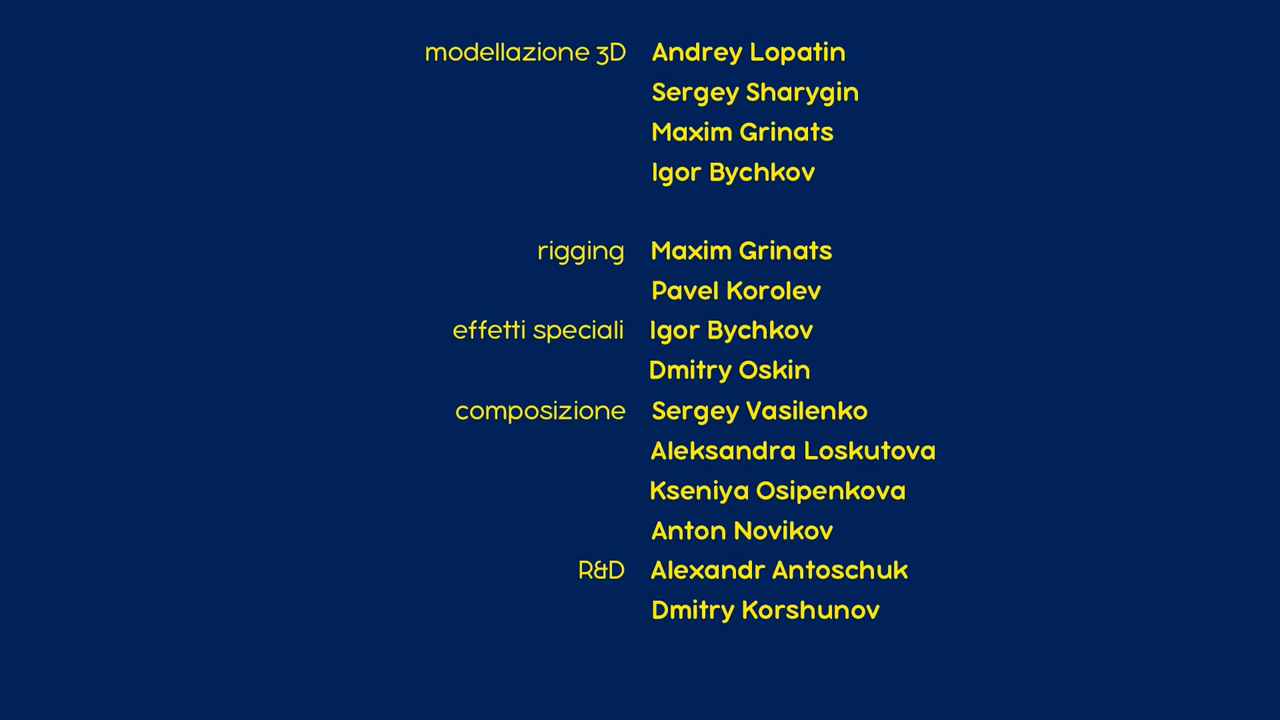 modellazione 3D Andrey Lopatin
Sergey Sharygin
Maxim Grinats
Igor Bychkov
rigging Maxim Grinats
Pavel Korolev
effetti speciali Igor Bychkov
Dmitry Oskin
composizione Sergey Vasilenko
Aleksandra Loskutova
Kseniya Osipenkova
Anton Novikov
R&D Alexandr Antoschuk
Dmitry Korshunov